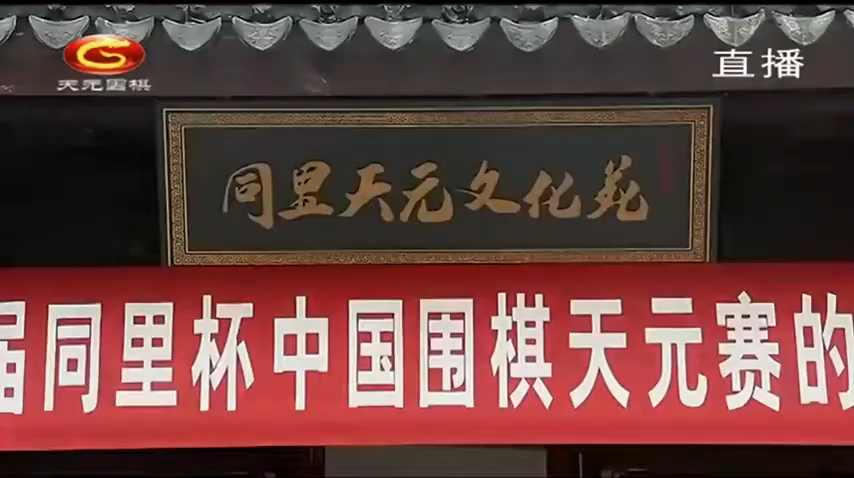 天元围棋
直播
同里天元文化苑
届同里杯中国围棋天元赛的